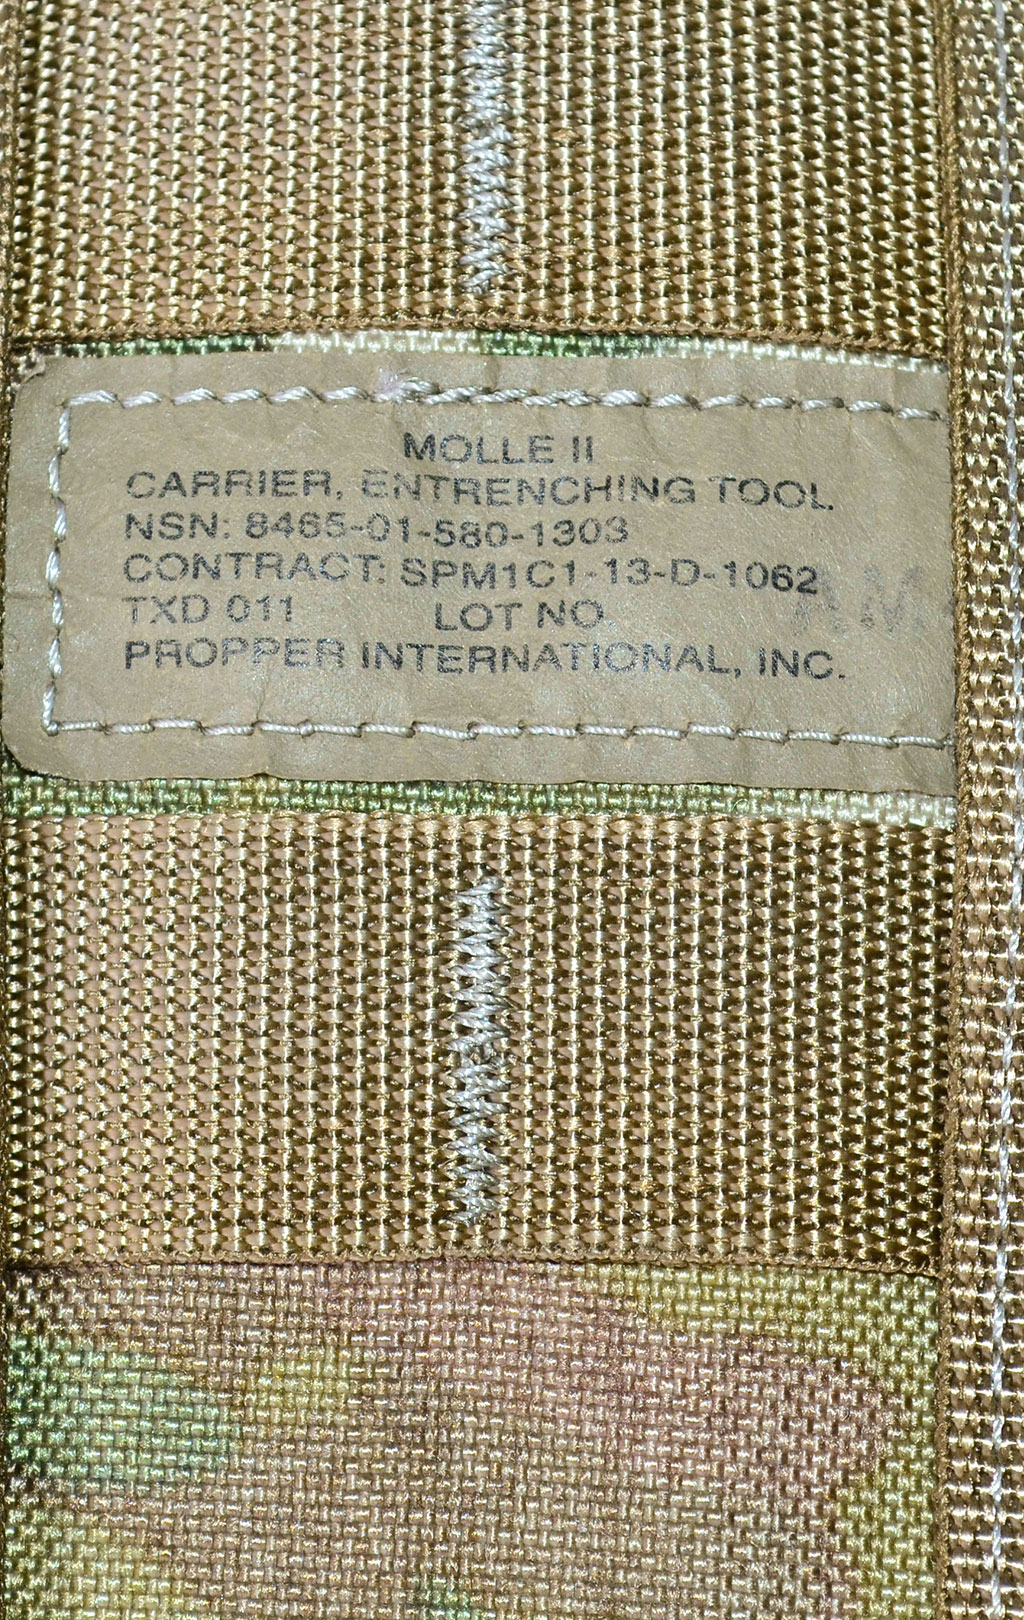 MOLLE II
CARRIER, ENTRENCHING TOOL
NSN: 8465-01-580-1303
CONTRACT: SPM1C1-13-D-1062
TXD 011 LOT NO.
PROPPER INTERNATIONAL, INC.